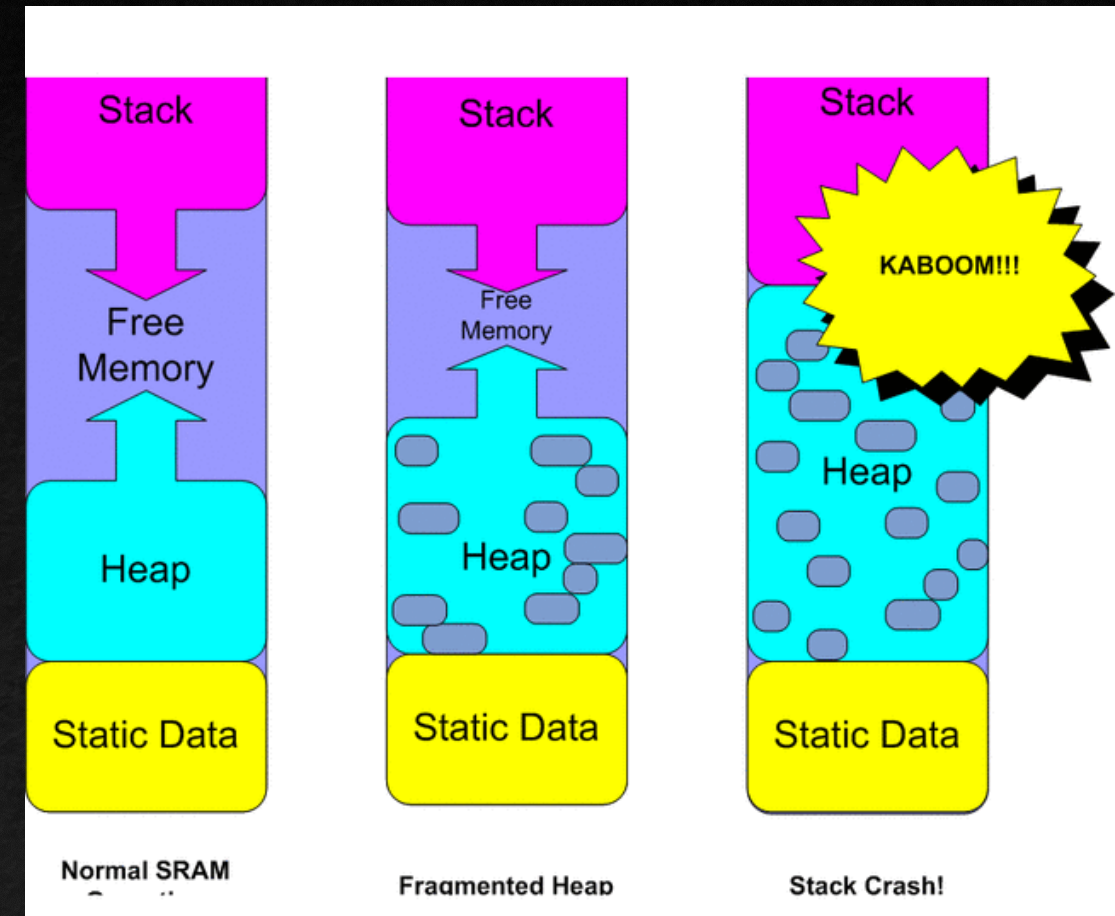 Stack
Free
Memory
Heap
Static Data
Normal SRAM
Stack
Free
Memory
Heap
Static Data
Fragmented Heap
Stack
KABOOM!!!
Heap
Static Data
Stack Crash!